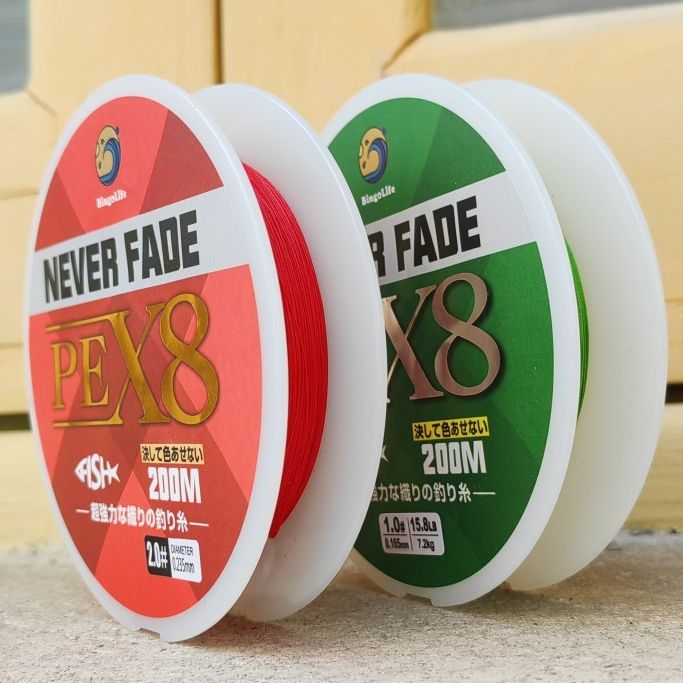 BingoLife
NEVER FADE
PEX8
FISH
決して色あせない
200M
超強力な織りの釣り糸
2.0#
DIAMETER
0.235mm
BingoLife
R FADE
X8
決して色あせない
200M
強力な織りの釣り糸
1.0# 15.8LB
0.165mm 7.2kg